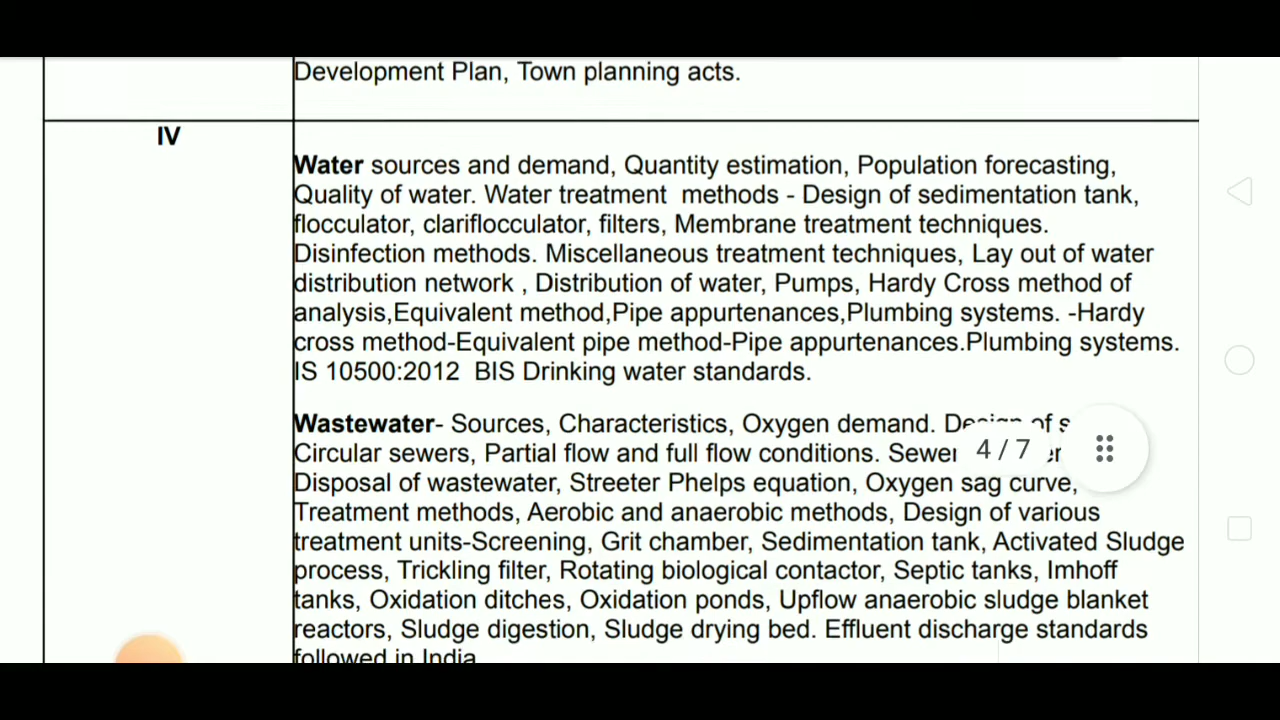 Development Plan, Town planning acts.
IV
Water sources and demand, Quantity estimation, Population forecasting,
Quality of water. Water treatment  methods - Design of sedimentation tank,
flocculator, clariflocculator, filters, Membrane treatment techniques.
Disinfection methods. Miscellaneous treatment techniques, Lay out of water
distribution network , Distribution of water, Pumps, Hardy Cross method of
analysis,Equivalent method,Pipe appurtenances,Plumbing systems. -Hardy
cross method-Equivalent pipe method-Pipe appurtenances.Plumbing systems.
IS 10500:2012  BIS Drinking water standards.
Wastewater- Sources, Characteristics, Oxygen demand. Design of
Circular sewers, Partial flow and full flow conditions. Sewer
4 / 7
Disposal of wastewater, Streeter Phelps equation, Oxygen sag curve,
Treatment methods, Aerobic and anaerobic methods, Design of various
treatment units-Screening, Grit chamber, Sedimentation tank, Activated Sludge
process, Trickling filter, Rotating biological contactor, Septic tanks, Imhoff
tanks, Oxidation ditches, Oxidation ponds, Upflow anaerobic sludge blanket
reactors, Sludge digestion, Sludge drying bed. Effluent discharge standards
followed in India